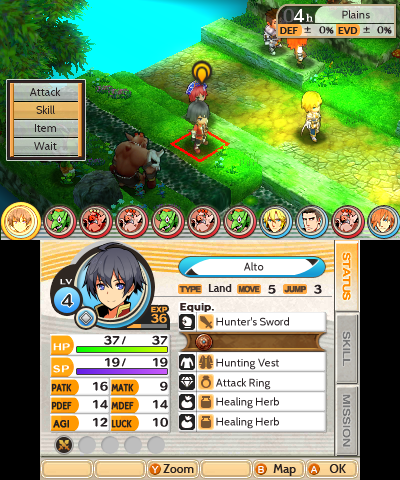 04h
Plains
DEF ± 0% EVD ± 0%
Attack
Skill
Item
Wait
Alto
LV
4
EXP
36
TYPE Land MOVE 5 JUMP 3
Equip.
Hunter's Sword
Hunting Vest
Attack Ring
Healing Herb
Healing Herb
HP 37/ 37
SP 19/ 19
PATK 16 MATK 9
PDEF 14 MDEF 14
AGI 12 LUCK 10
STATUS
SKILL
MISSION
Y Zoom
B Map
A OK